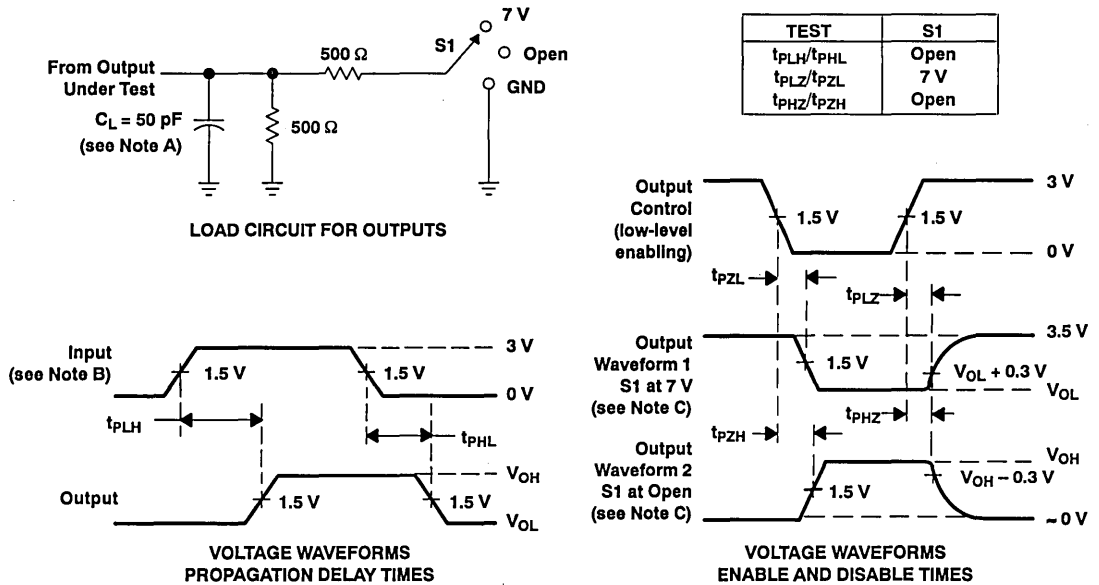 7 V
S1
Open
GND
500 Ω
From Output
Under Test
C_L = 50 pF
(see Note A)
500 Ω
LOAD CIRCUIT FOR OUTPUTS
TEST S1
t_PLH/t_PHL Open
t_PLZ/t_PZL 7 V
t_PHZ/t_PZH Open
Input
(see Note B)
1.5 V
1.5 V
3 V
0 V
t_PLH
t_PHL
Output
1.5 V
1.5 V
V_OH
V_OL
VOLTAGE WAVEFORMS
PROPAGATION DELAY TIMES
Output
Control
(low-level
enabling)
1.5 V
1.5 V
3 V
0 V
t_PZL
t_PLZ
Output
Waveform 1
S1 at 7 V
(see Note C)
1.5 V
3.5 V
V_OL + 0.3 V
V_OL
t_PHZ
t_PZH
Output
Waveform 2
S1 at Open
(see Note C)
1.5 V
V_OH
V_OH – 0.3 V
~ 0 V
VOLTAGE WAVEFORMS
ENABLE AND DISABLE TIMES